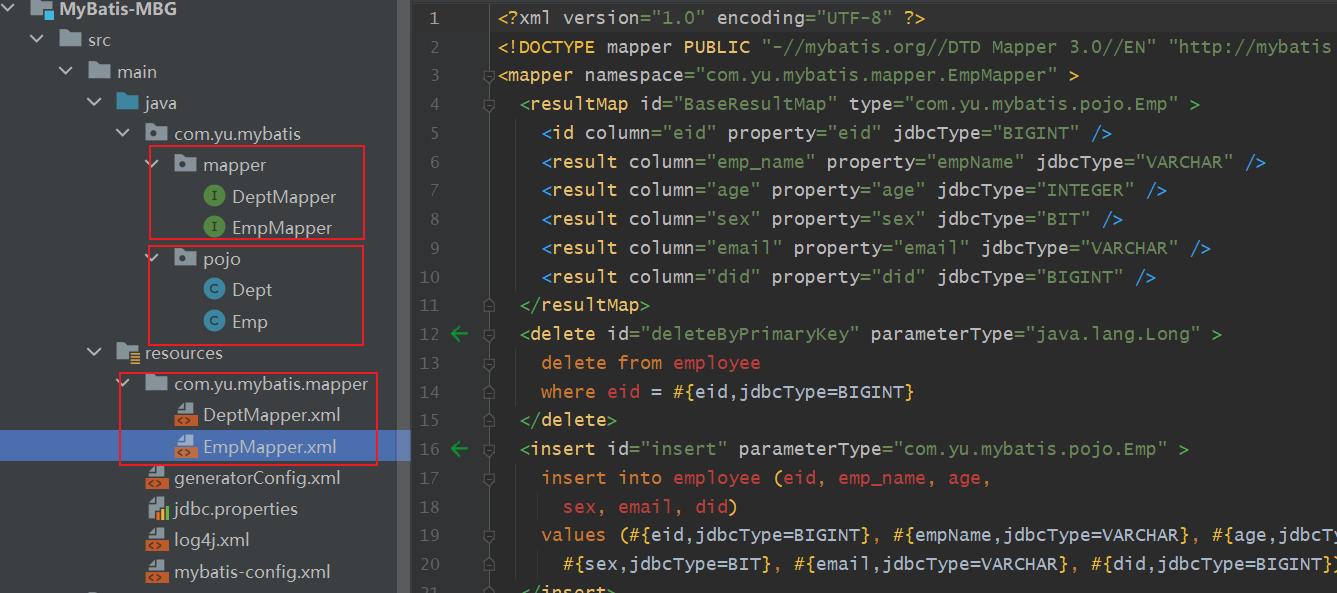 MyBatis-MBG
src
main
java
com.yu.mybatis
mapper
DeptMapper
EmpMapper
pojo
Dept
Emp
resources
com.yu.mybatis.mapper
DeptMapper.xml
EmpMapper.xml
generatorConfig.xml
jdbc.properties
log4j.xml
mybatis-config.xml
1 <?xml version="1.0" encoding="UTF-8" ?>
2 <!DOCTYPE mapper PUBLIC "-//mybatis.org//DTD Mapper 3.0//EN" "http://mybatis
3 <mapper namespace="com.yu.mybatis.mapper.EmpMapper" >
4 <resultMap id="BaseResultMap" type="com.yu.mybatis.pojo.Emp" >
5 <id column="eid" property="eid" jdbcType="BIGINT" />
6 <result column="emp_name" property="empName" jdbcType="VARCHAR" />
7 <result column="age" property="age" jdbcType="INTEGER" />
8 <result column="sex" property="sex" jdbcType="BIT" />
9 <result column="email" property="email" jdbcType="VARCHAR" />
10 <result column="did" property="did" jdbcType="BIGINT" />
11 </resultMap>
12 <delete id="deleteByPrimaryKey" parameterType="java.lang.Long" >
13 delete from employee
14 where eid = #{eid,jdbcType=BIGINT}
15 </delete>
16 <insert id="insert" parameterType="com.yu.mybatis.pojo.Emp" >
17 insert into employee (eid, emp_name, age,
18 sex, email, did)
19 values (#{eid,jdbcType=BIGINT}, #{empName,jdbcType=VARCHAR}, #{age,jdbcT
20 #{sex,jdbcType=BIT}, #{email,jdbcType=VARCHAR}, #{did,jdbcType=BIGINT})
21 </insert>